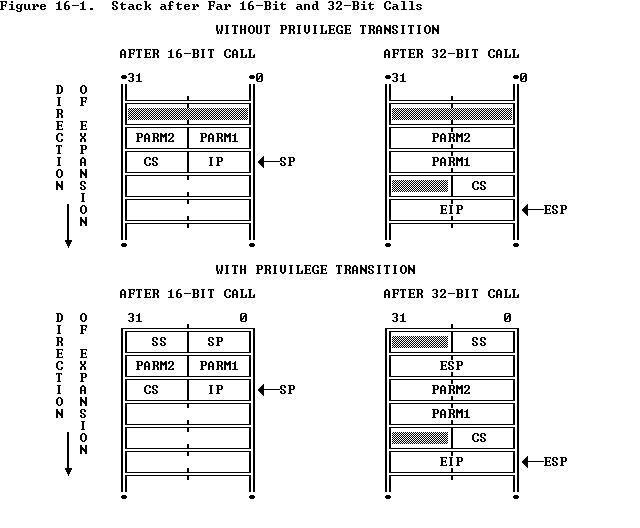 Figure 16-1.  Stack after Far 16-Bit and 32-Bit Calls
WITHOUT PRIVILEGE TRANSITION
AFTER 16-BIT CALL
AFTER 32-BIT CALL
31 0
31 0
DIRECTION
OF EXPANSION
PARM2 PARM1
CS IP
SP
PARM2
PARM1
CS
EIP
ESP
WITH PRIVILEGE TRANSITION
AFTER 16-BIT CALL
AFTER 32-BIT CALL
31 0
31 0
DIRECTION
OF EXPANSION
SS SP
PARM2 PARM1
CS IP
SP
SS
ESP
PARM2
PARM1
CS
EIP
ESP